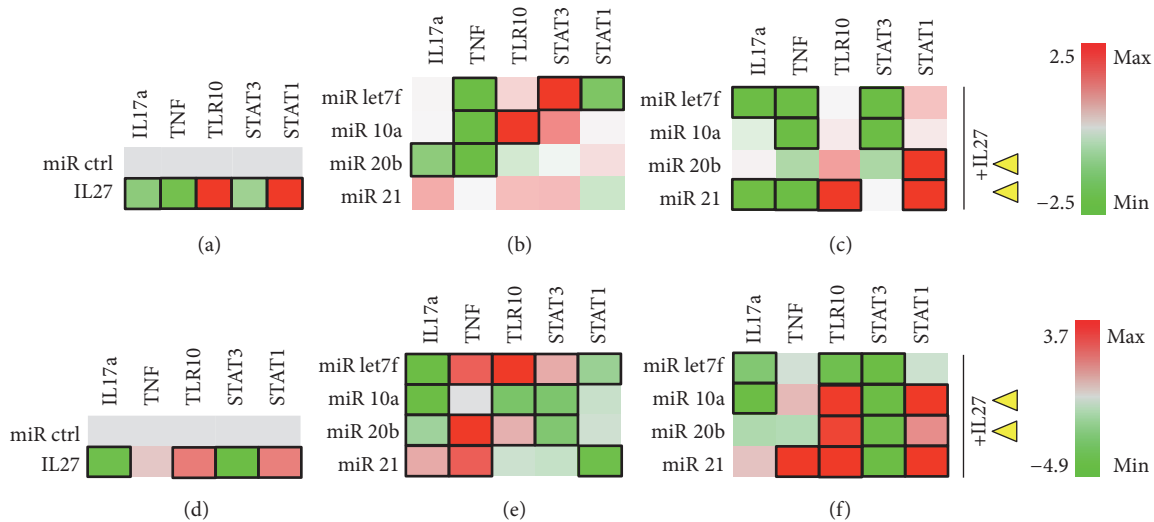 IL17a TNF TLR10 STAT3 STAT1
miR ctrl
IL27
(a)
IL17a TNF TLR10 STAT3 STAT1
miR let7f
miR 10a
miR 20b
miR 21
(b)
IL17a TNF TLR10 STAT3 STAT1
miR let7f
miR 10a
miR 20b
miR 21
+IL27
(c)
2.5 Max
−2.5 Min
IL17a TNF TLR10 STAT3 STAT1
miR ctrl
IL27
(d)
IL17a TNF TLR10 STAT3 STAT1
miR let7f
miR 10a
miR 20b
miR 21
(e)
IL17a TNF TLR10 STAT3 STAT1
miR let7f
miR 10a
miR 20b
miR 21
+IL27
(f)
3.7 Max
−4.9 Min